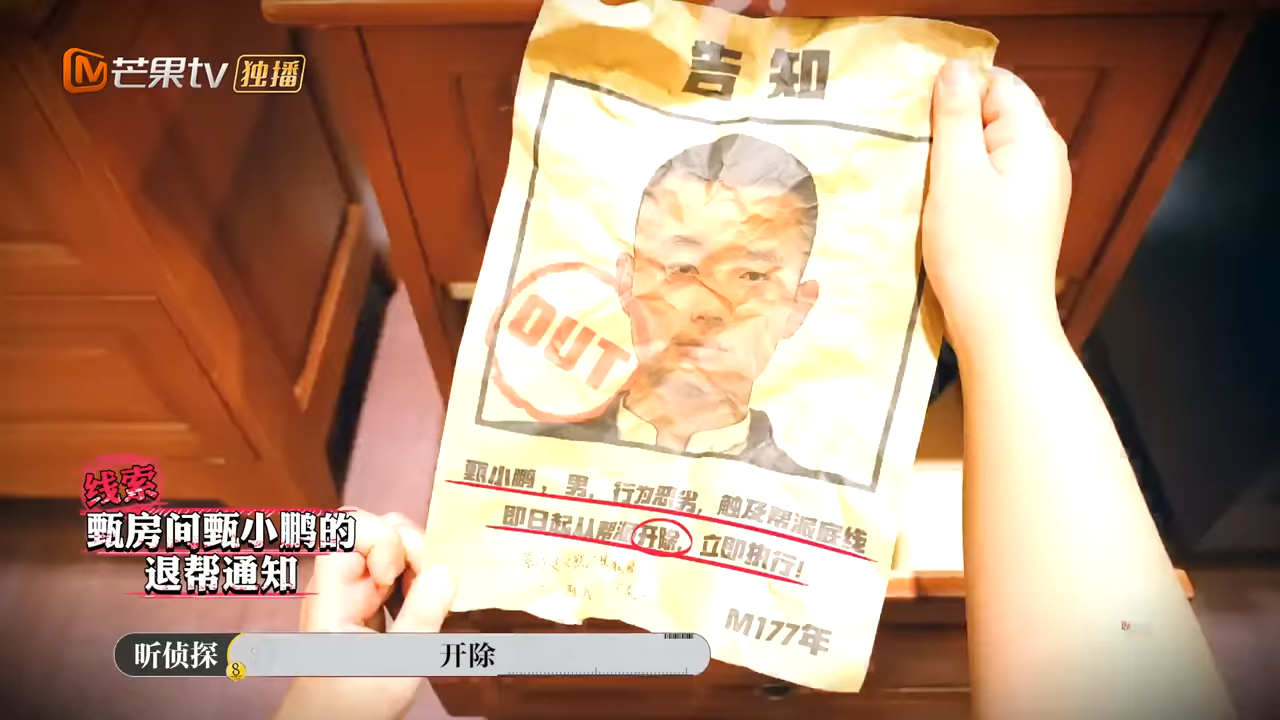 芒果tv 独播
告知
OUT
甄小鹏，男，行为恶劣，触及帮派底线
即日起从帮派开除，立即执行！
M177年
线索
甄房间甄小鹏的
退帮通知
昕侦探
8
开除